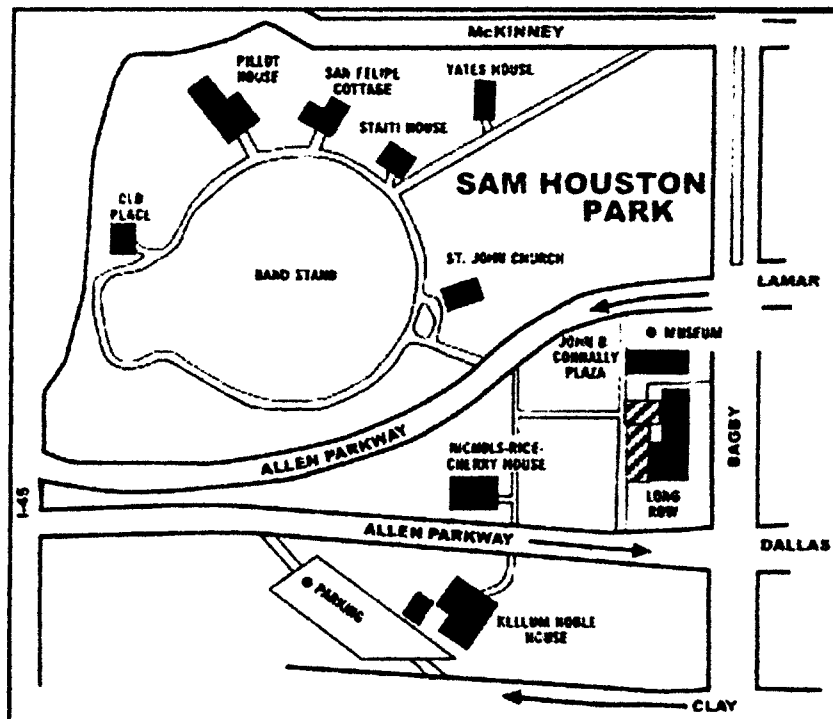 McKINNEY
PILLOT
HOUSE
SAN FELIPE
COTTAGE
YATES HOUSE
STAITI HOUSE
SAM HOUSTON
PARK
OLD
PLACE
BAND STAND
ST. JOHN CHURCH
LAMAR
MUSEUM
JOHN B
CONNALLY
PLAZA
BAGBY
ALLEN PARKWAY
NICHOLS-RICE-
CHERRY HOUSE
LONG
ROW
I-45
ALLEN PARKWAY
DALLAS
PARKING
KELLUM NOBLE
HOUSE
CLAY